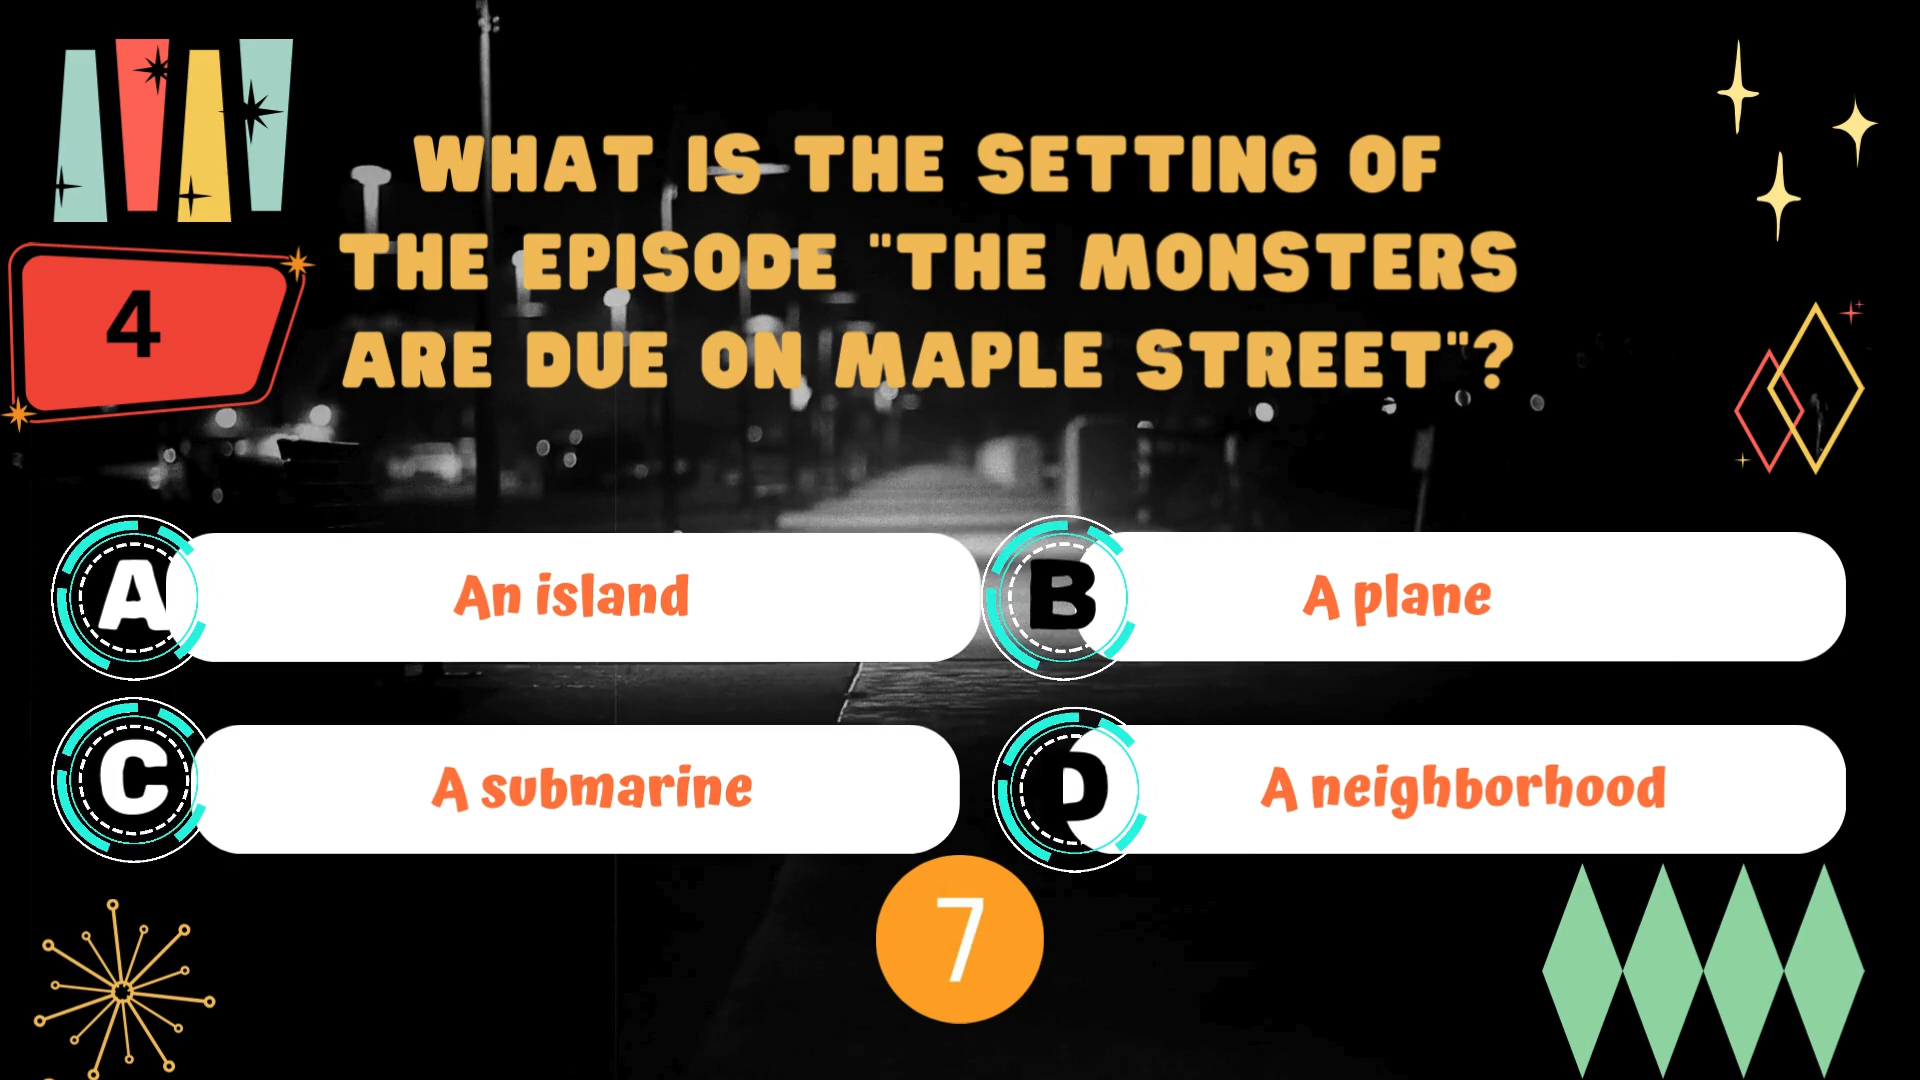 WHAT IS THE SETTING OF
THE EPISODE "THE MONSTERS
ARE DUE ON MAPLE STREET"?
4
A
An island
B
A plane
C
A submarine
D
A neighborhood
7